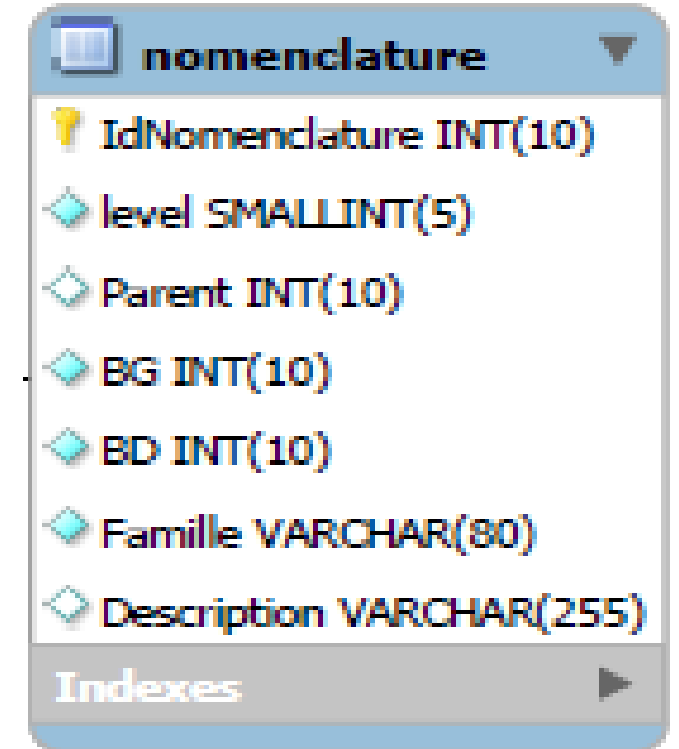 nomenclature
IdNomenclature INT(10)
level SMALLINT(5)
Parent INT(10)
BG INT(10)
BD INT(10)
Famille VARCHAR(80)
Description VARCHAR(255)
Indexes